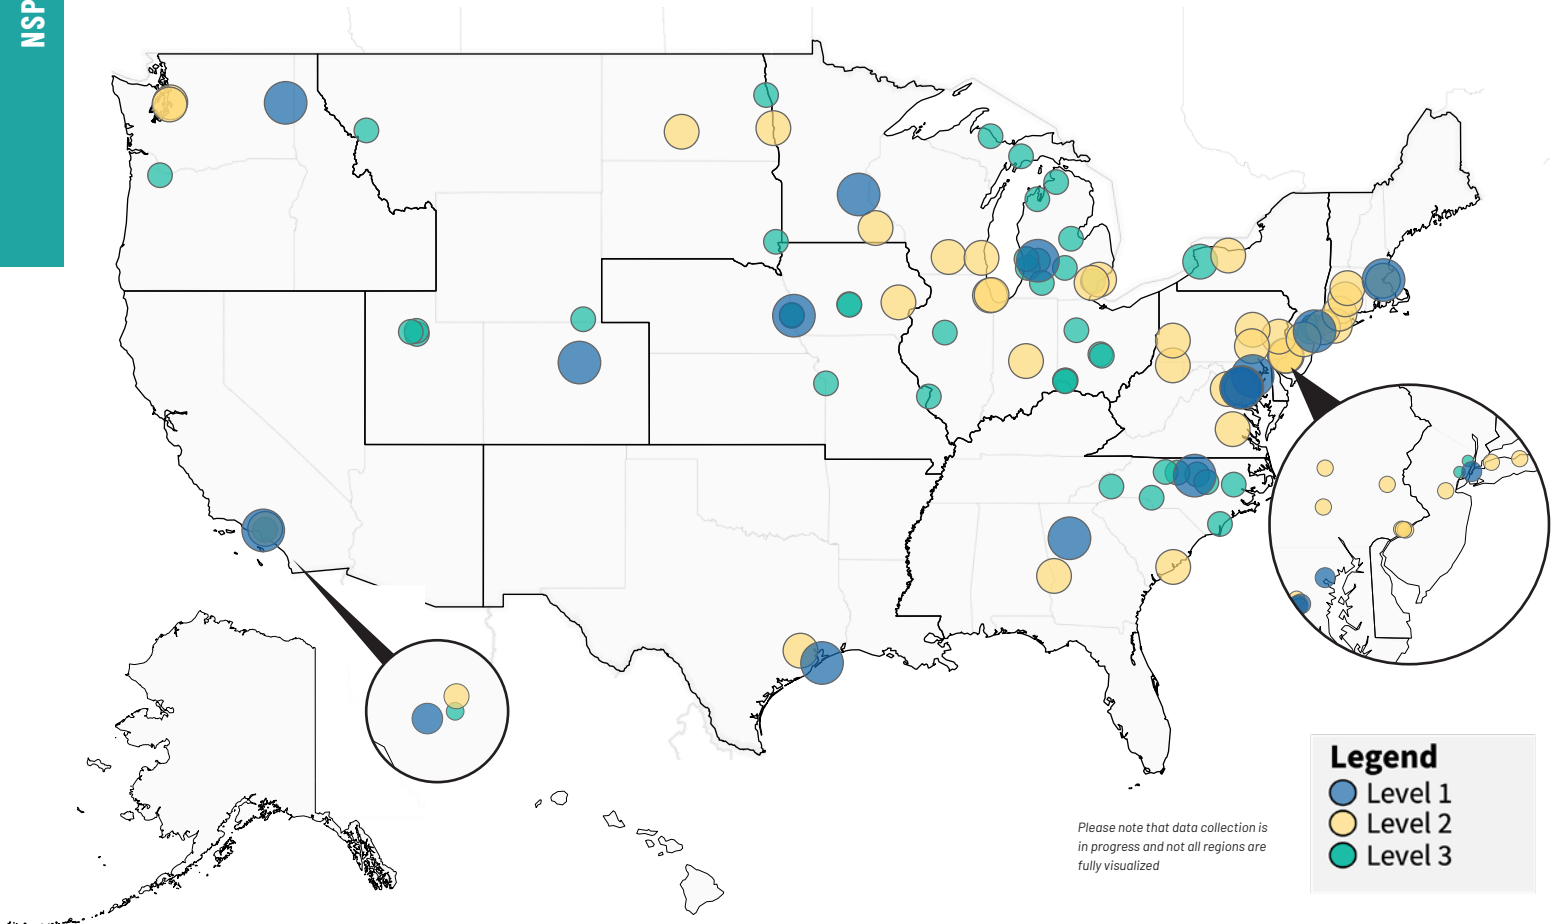 NSP
Please note that data collection is
in progress and not all regions are
fully visualized
Legend
Level 1
Level 2
Level 3